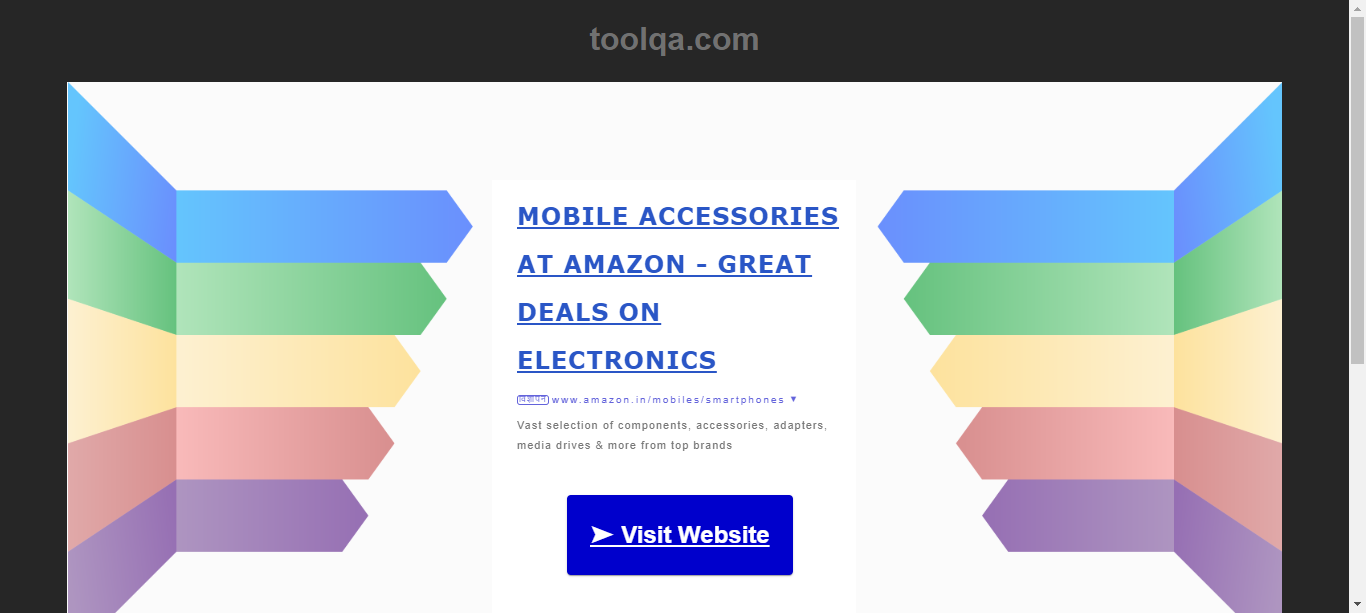 toolqa.com
MOBILE ACCESSORIES
AT AMAZON - GREAT
DEALS ON
ELECTRONICS
विज्ञापन www.amazon.in/mobiles/smartphones ▼
Vast selection of components, accessories, adapters,
media drives & more from top brands
➤ Visit Website